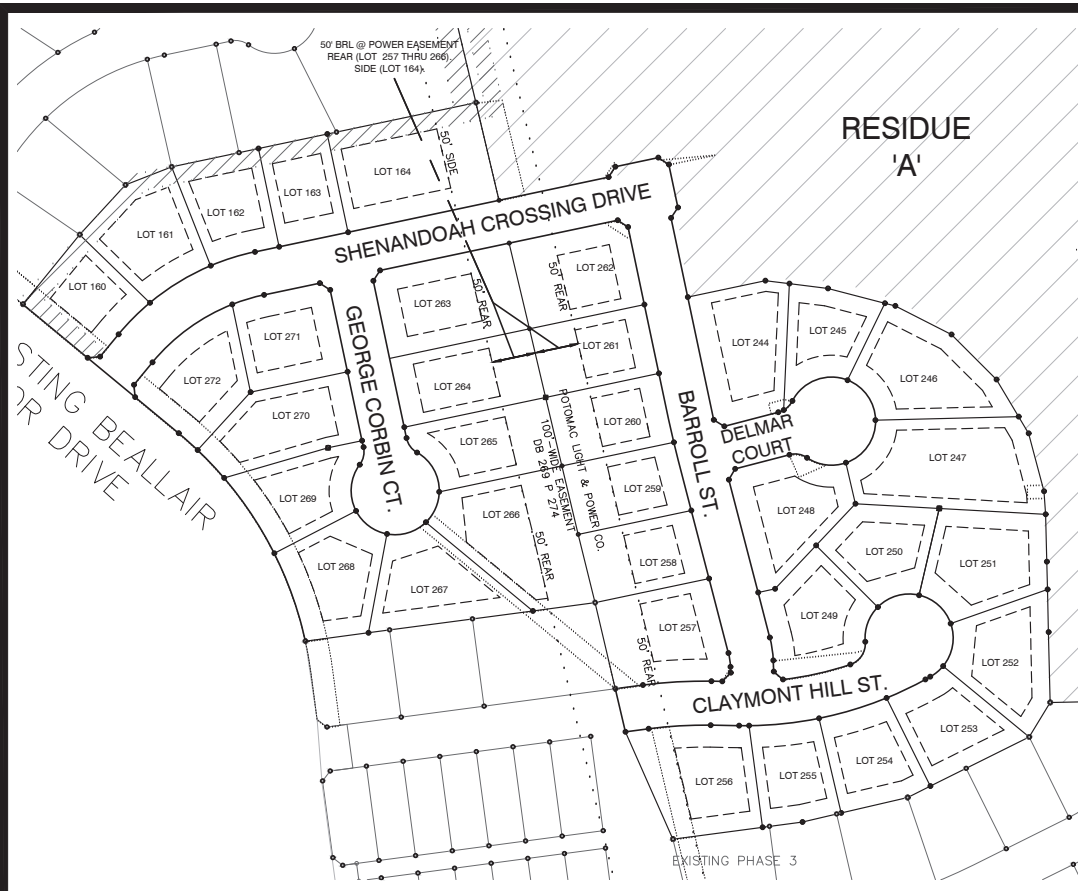 50' BRL @ POWER EASEMENT
REAR (LOT 257 THRU 266)
SIDE (LOT 164)
RESIDUE
'A'
50' SIDE
LOT 164
LOT 163
LOT 162
LOT 161
LOT 160
SHENANDOAH CROSSING DRIVE
LOT 262
50' REAR
LOT 263
50' REAR
LOT 271
GEORGE CORBIN CT.
LOT 261
LOT 244
LOT 245
LOT 246
LOT 272
LOT 264
LOT 270
LOT 260
BARROLL ST.
DELMAR
COURT
STING BEALLAIR
OR DRIVE
LOT 265
POTOMAC LIGHT & POWER CO.
100'-WIDE EASEMENT
DB 269 P 274
LOT 247
LOT 269
LOT 266
LOT 259
LOT 248
50' REAR
LOT 268
LOT 267
LOT 258
LOT 250
LOT 251
LOT 249
LOT 257
50' REAR
LOT 252
CLAYMONT HILL ST.
LOT 253
LOT 254
LOT 255
LOT 256
EXISTING PHASE 3